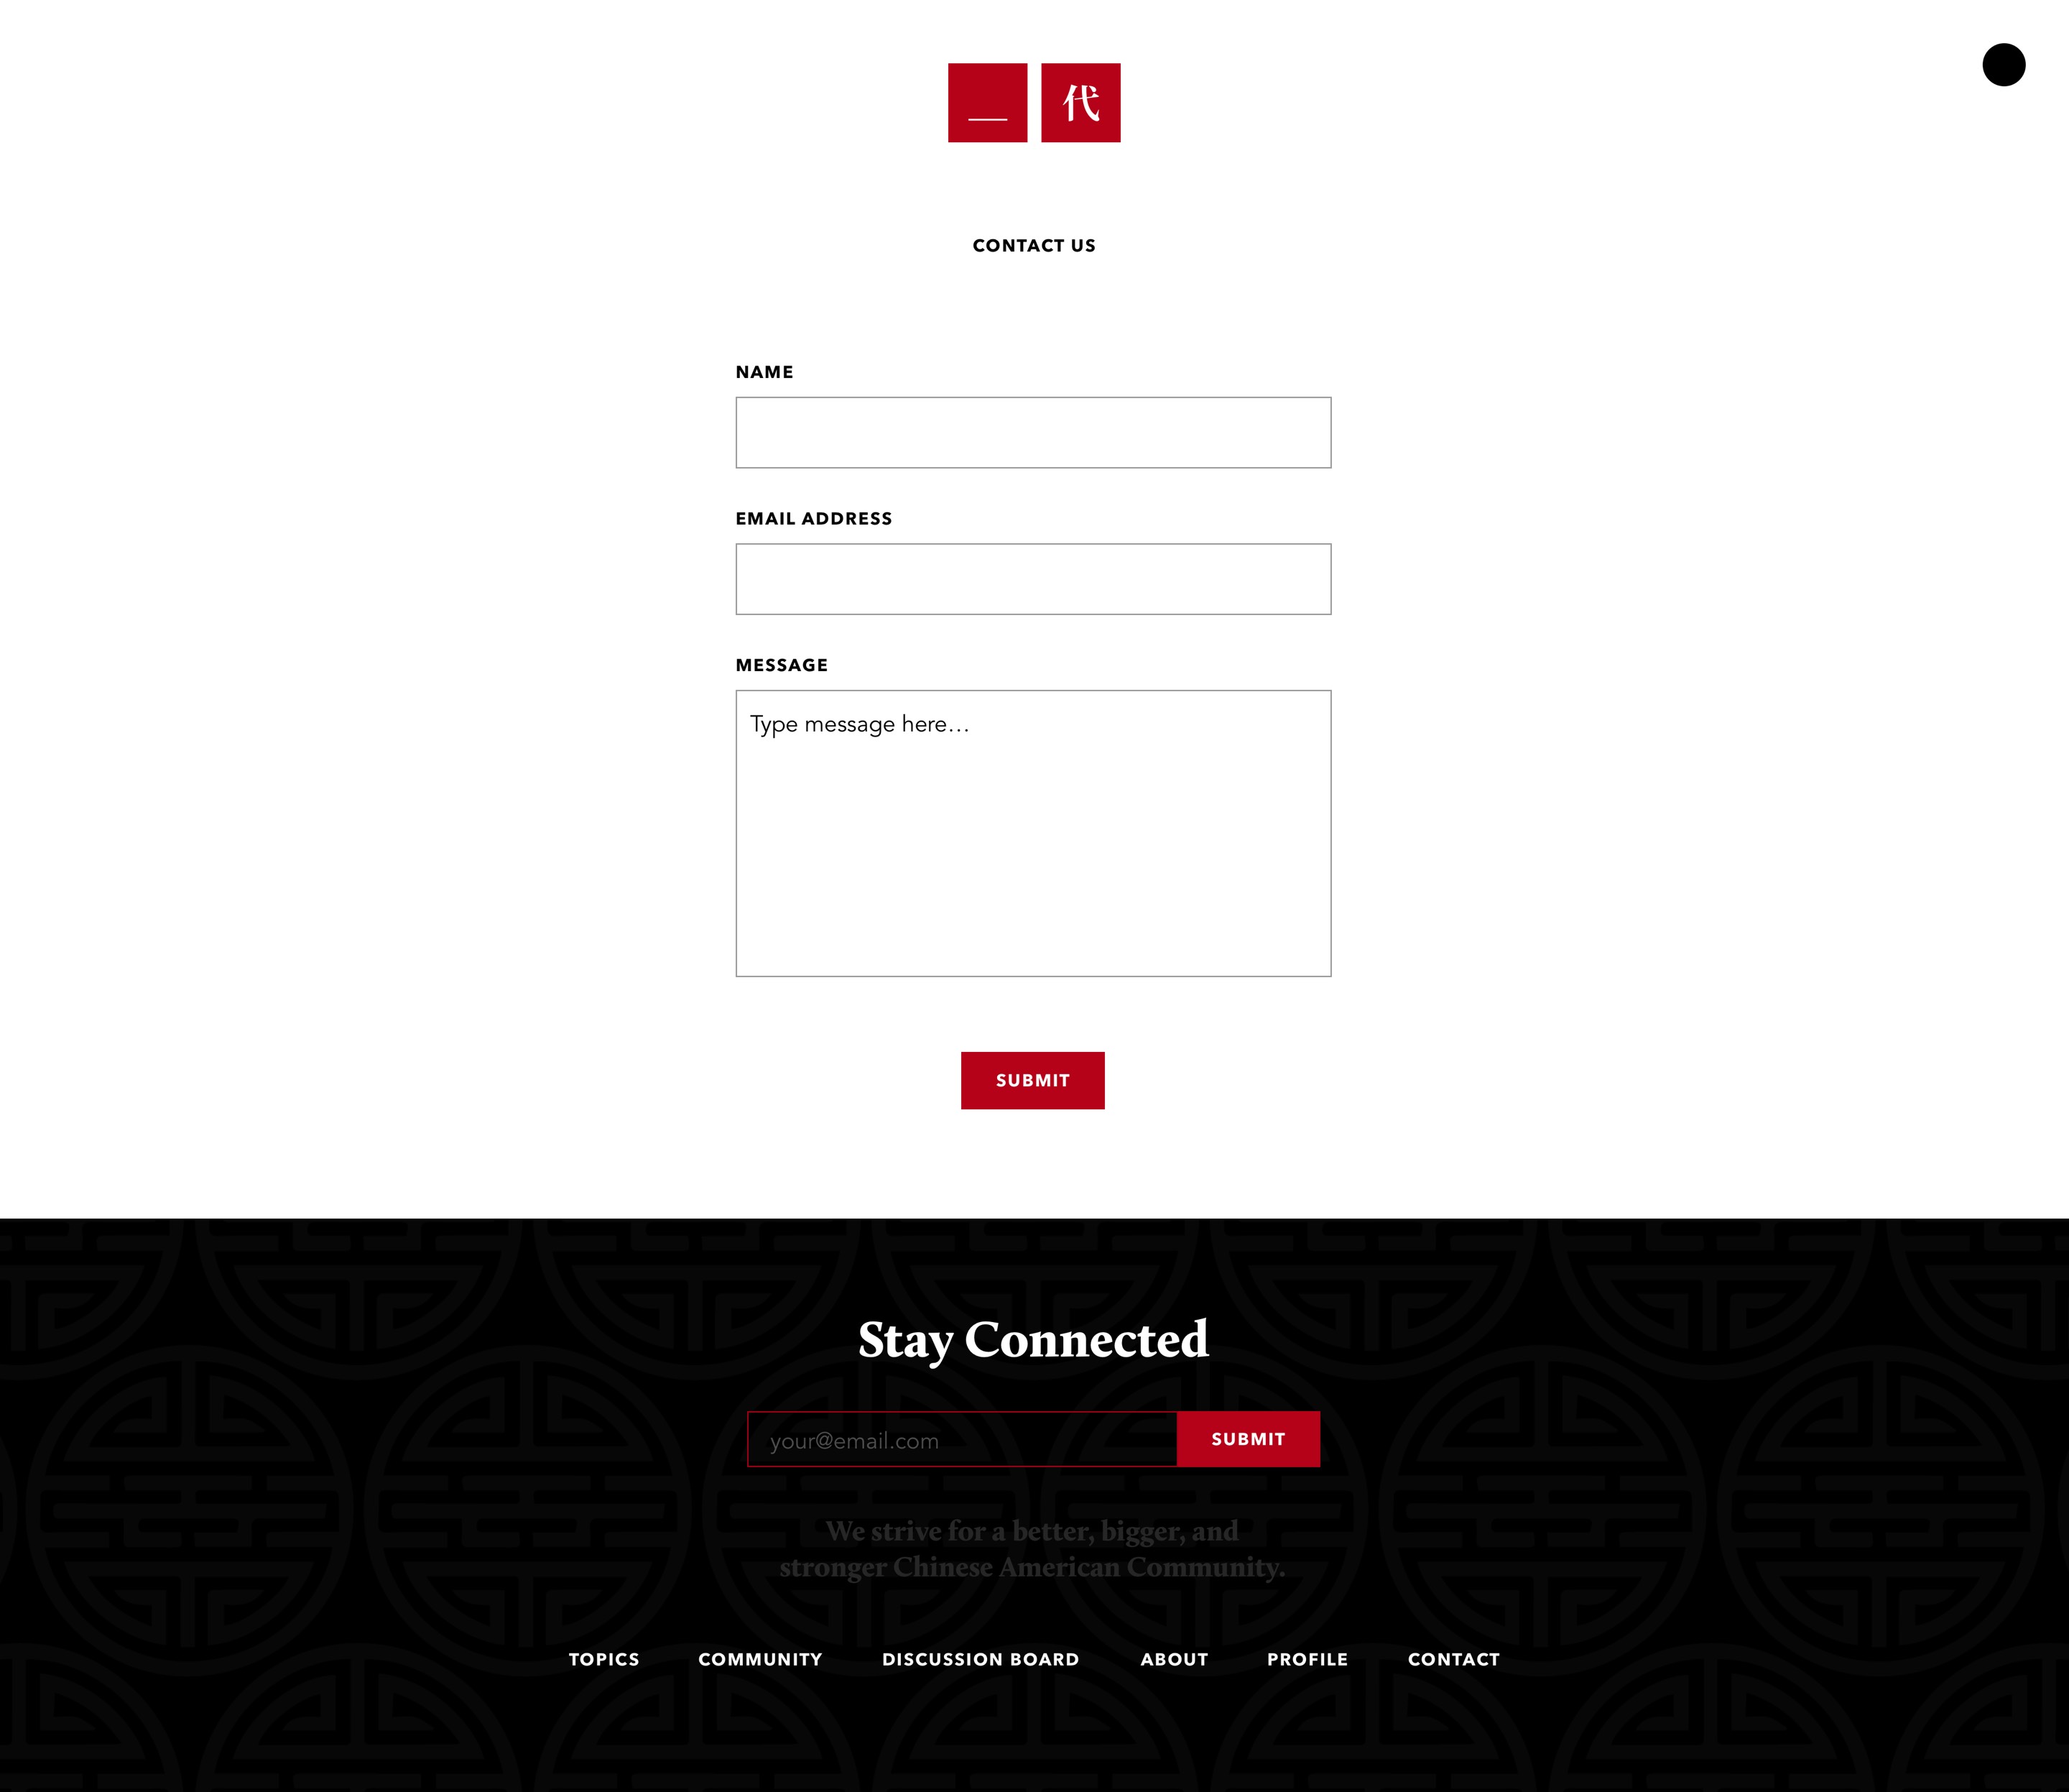 __ 代
CONTACT US
NAME
EMAIL ADDRESS
MESSAGE
Type message here…
SUBMIT
Stay Connected
your@email.com
SUBMIT
We strive for a better, bigger, and
stronger Chinese American Community.
TOPICS COMMUNITY DISCUSSION BOARD ABOUT PROFILE CONTACT